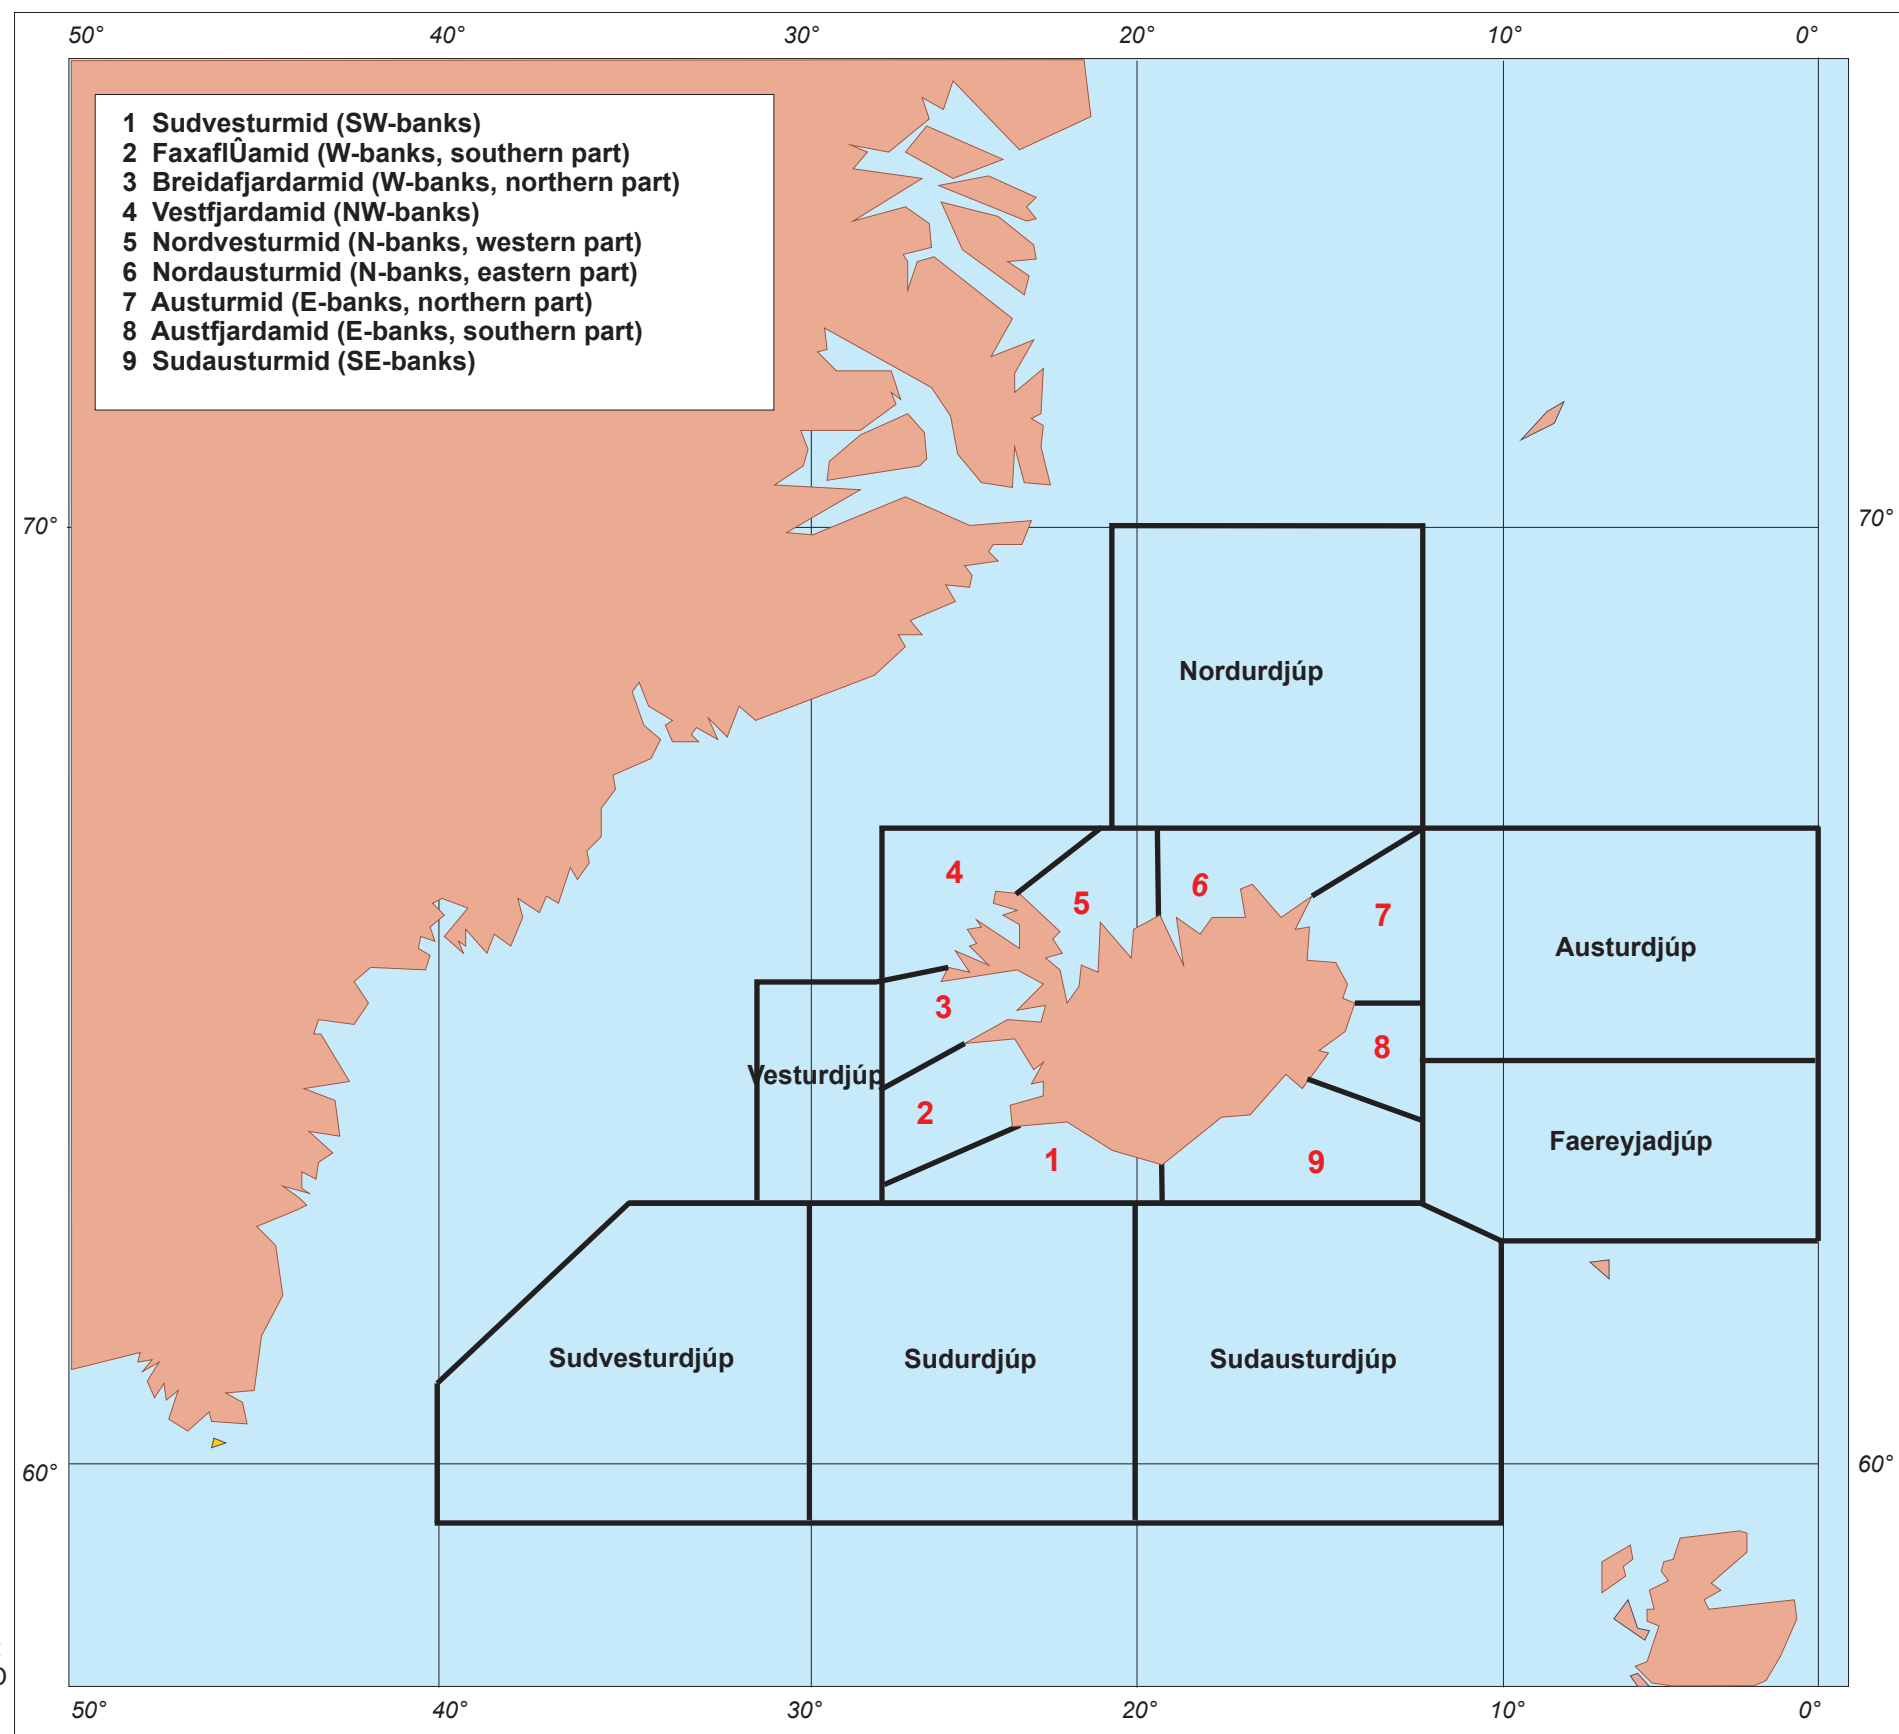 50° 40° 30° 20° 10° 0°
1 Sudvesturmid (SW-banks)
2 FaxaflÛamid (W-banks, southern part)
3 Breidafjardarmid (W-banks, northern part)
4 Vestfjardamid (NW-banks)
5 Nordvesturmid (N-banks, western part)
6 Nordausturmid (N-banks, eastern part)
7 Austurmid (E-banks, northern part)
8 Austfjardamid (E-banks, southern part)
9 Sudausturmid (SE-banks)
70° 70°
Nordurdjúp
4
6
5
7
Austurdjúp
3
8
Vesturdjúp
2
Faereyjadjúp
1
9
Sudvesturdjúp Sudurdjúp Sudausturdjúp
60° 60°
50° 40° 30° 20° 10° 0°